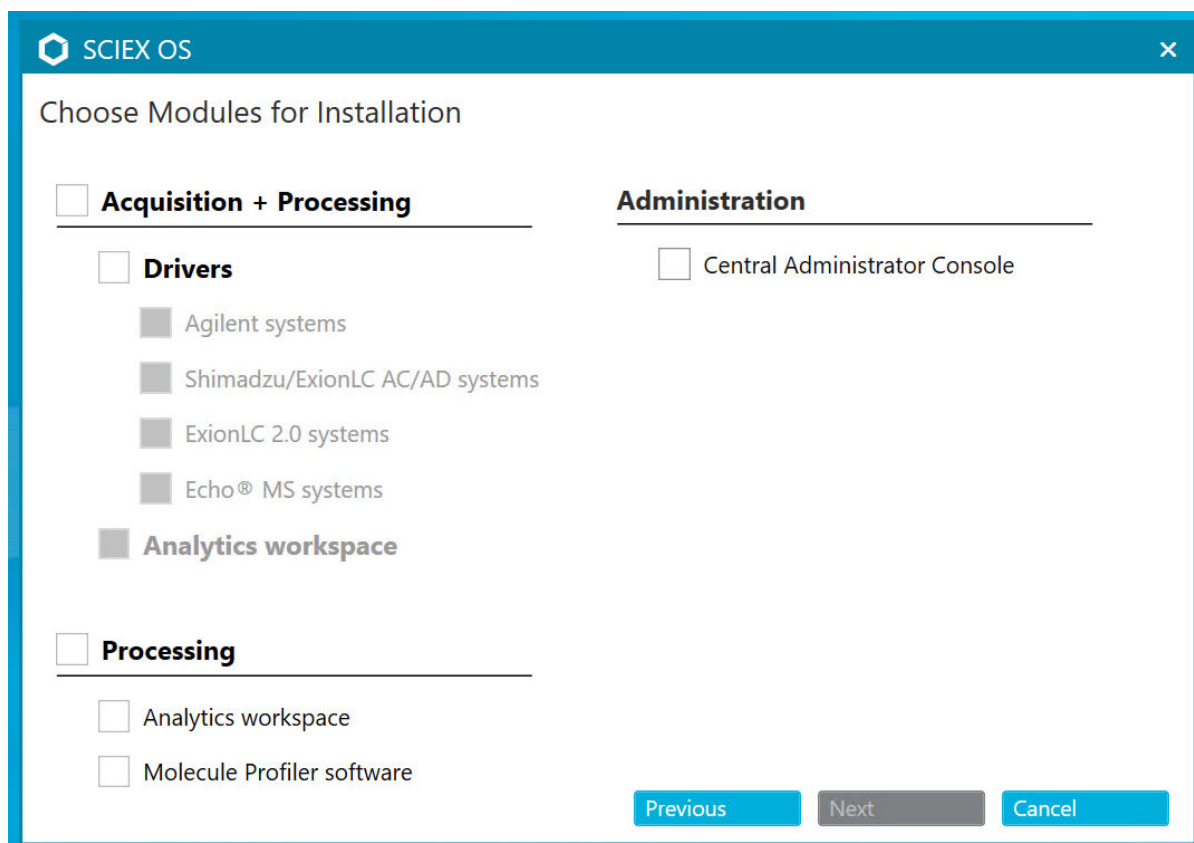 SCIEX OS
Choose Modules for Installation
Acquisition + Processing
Drivers
Agilent systems
Shimadzu/ExionLC AC/AD systems
ExionLC 2.0 systems
Echo® MS systems
Analytics workspace
Processing
Analytics workspace
Molecule Profiler software
Administration
Central Administrator Console
Previous
Next
Cancel